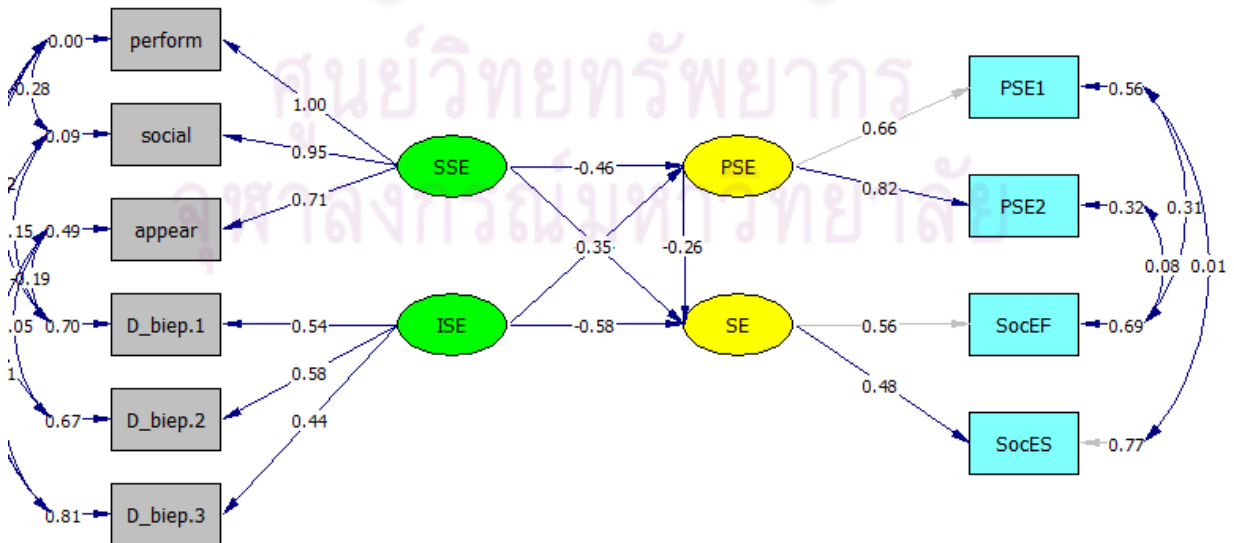 ศูนย์วิทยทรัพยากร
จุฬาลงกรณ์มหาวิทยาลัย
0.00 perform
-0.28
1.00
PSE1 0.56
0.66
0.09 social
0.95
SSE -0.46 PSE
0.71
0.82
PSE2 0.32
0.49 appear
0.31
-0.35
-0.26
0.08 0.01
-0.19
0.70 D_biep.1 0.54 ISE -0.58 SE 0.56 SocEF 0.69
0.58
0.48
0.67 D_biep.2
0.44
SocES 0.77
0.81 D_biep.3